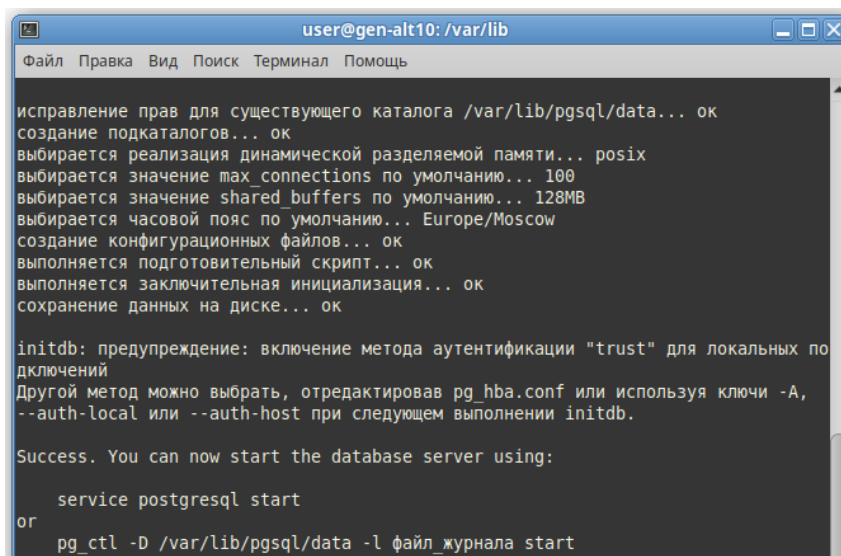 user@gen-alt10: /var/lib
Файл Правка Вид Поиск Терминал Помощь
исправление прав для существующего каталога /var/lib/pgsql/data... ок
создание подкаталогов... ок
выбирается реализация динамической разделяемой памяти... posix
выбирается значение max_connections по умолчанию... 100
выбирается значение shared_buffers по умолчанию... 128MB
выбирается часовой пояс по умолчанию... Europe/Moscow
создание конфигурационных файлов... ок
выполняется подготовительный скрипт... ок
выполняется заключительная инициализация... ок
сохранение данных на диске... ок
initdb: предупреждение: включение метода аутентификации "trust" для локальных по
дключений
Другой метод можно выбрать, отредактировав pg_hba.conf или используя ключи -A,
--auth-local или --auth-host при следующем выполнении initdb.
Success. You can now start the database server using:
service postgresql start
or
pg_ctl -D /var/lib/pgsql/data -l файл_журнала start